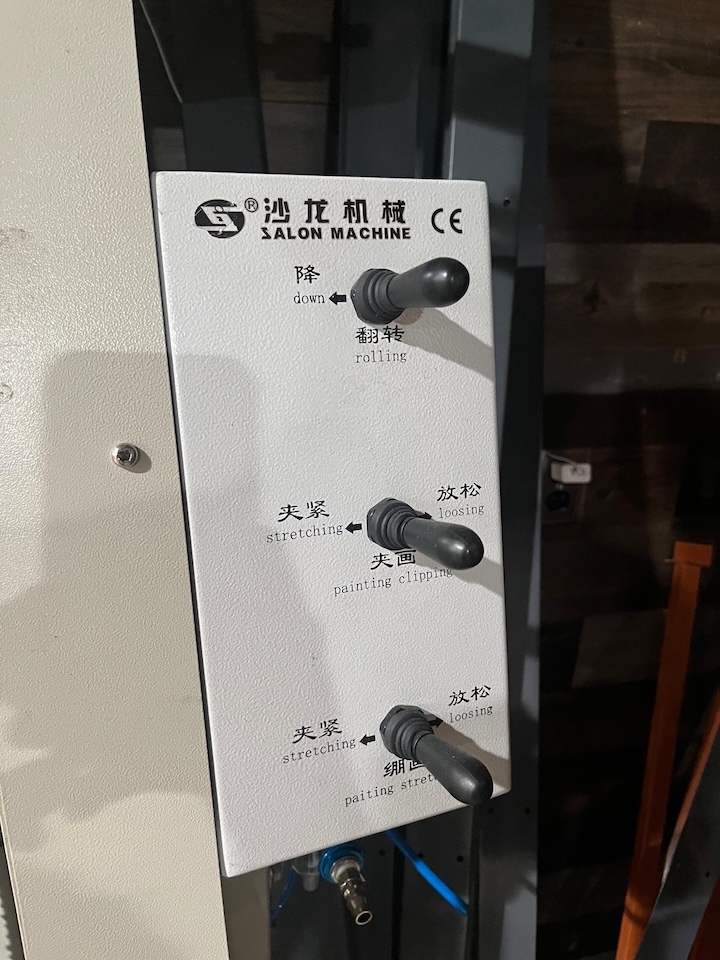 ® 沙龙机械 CE
SALON MACHINE
降
down
翻转
rolling
夹紧 放松
stretching loosing
夹画
painting clipping
夹紧 放松
stretching loosing
绷画
paiting